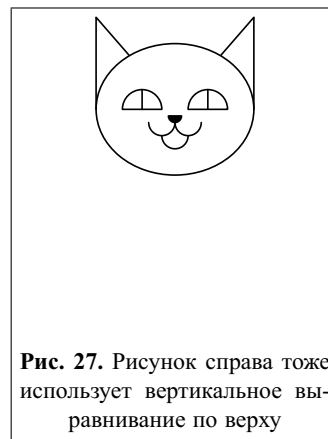 Рис. 27. Рисунок справа тоже
использует вертикальное вы-
равнивание по верху